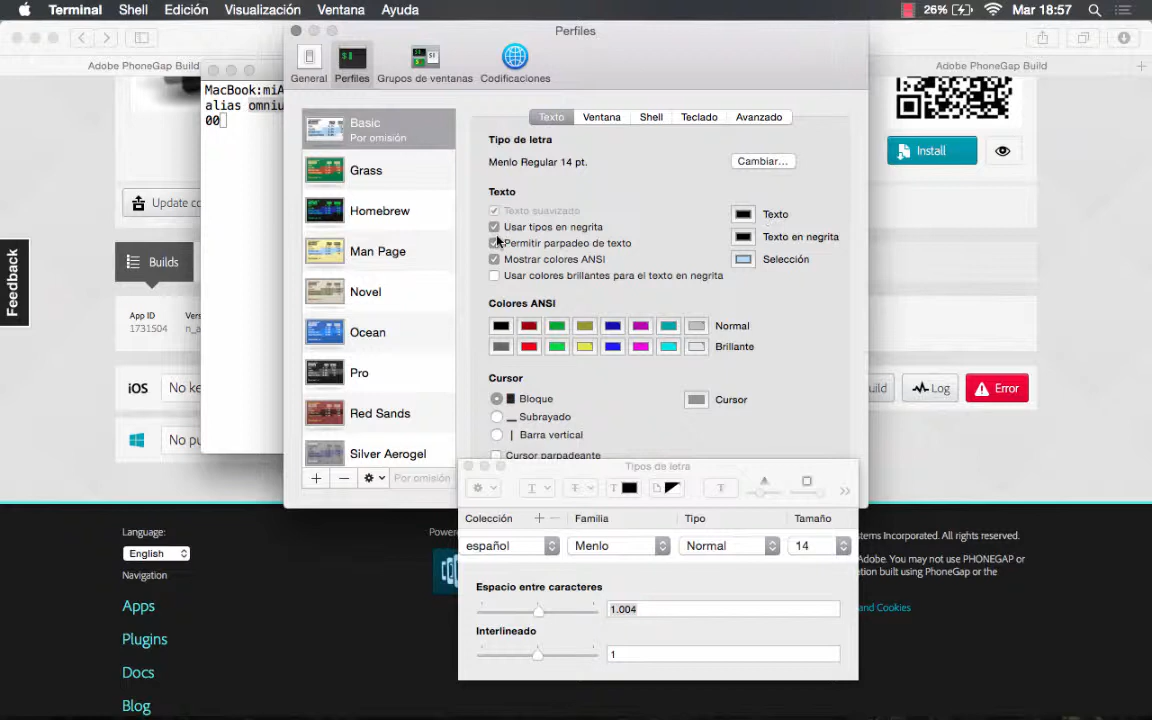 Terminal Shell Edición Visualización Ventana Ayuda 26% Mar 18:57
Perfiles
General Perfiles Grupos de ventanas Codificaciones
Adobe PhoneGap Build
Adobe PhoneGap Build
MacBook:miA
alias omniu
00
Basic
Por omisión
Grass
Homebrew
Man Page
Novel
Ocean
Pro
Red Sands
Silver Aerogel
Por omisión
Texto Ventana Shell Teclado Avanzado
Tipo de letra
Menlo Regular 14 pt. Cambiar...
Texto
Texto suavizado
Usar tipos en negrita
Permitir parpadeo de texto
Mostrar colores ANSI
Usar colores brillantes para el texto en negrita
Texto
Texto en negrita
Selección
Colores ANSI
Normal
Brillante
Cursor
Bloque
Subrayado
Barra vertical
Cursor parpadeante
Cursor
Tipos de letra
Colección Familia Tipo Tamaño
español Menlo Normal 14
Espacio entre caracteres
1.004
Interlineado
1
Install
Update co
Feedback
Builds
App ID
1731504
Vers
n_a
iOS No ke
No pu
uild Log Error
Language:
English
Navigation
Apps
Plugins
Docs
Blog
Powere
stems Incorporated. All rights reserved.
Adobe. You may not use PHONEGAP or
ation built using PhoneGap or the
and Cookies